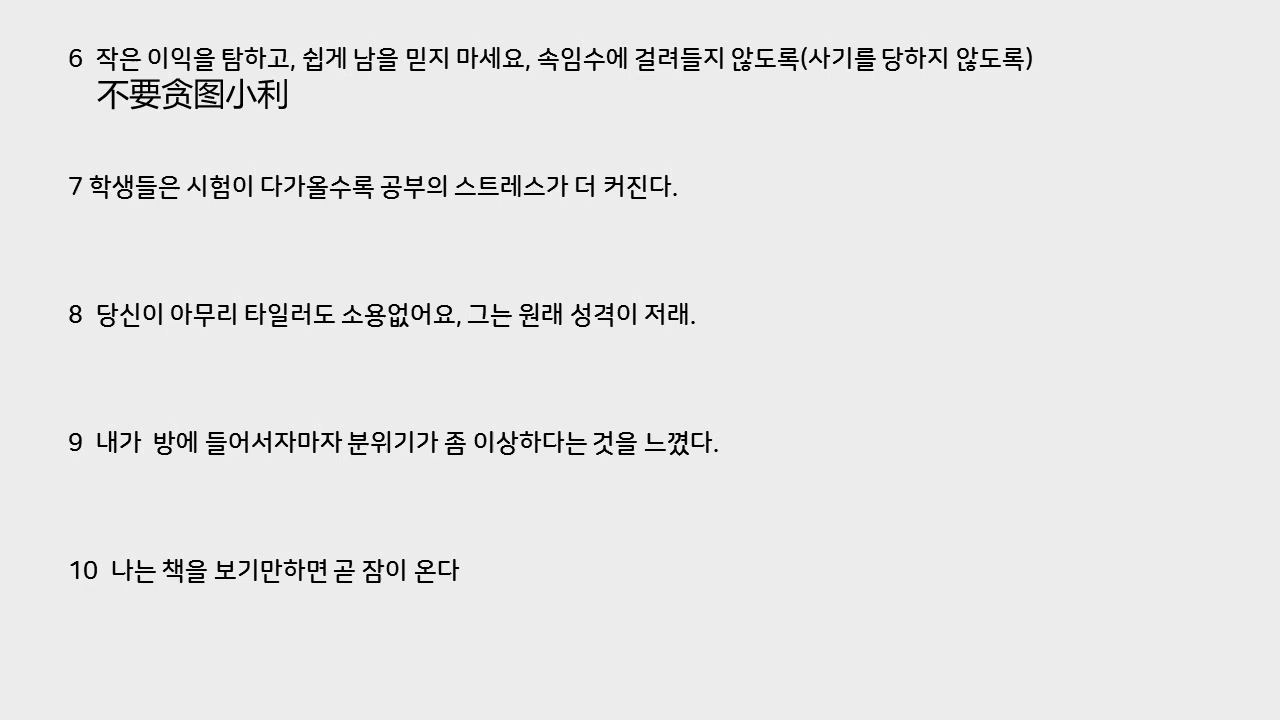 6 작은 이익을 탐하고, 쉽게 남을 믿지 마세요, 속임수에 걸려들지 않도록(사기를 당하지 않도록)
不要贪图小利
7 학생들은 시험이 다가올수록 공부의 스트레스가 더 커진다.
8 당신이 아무리 타일러도 소용없어요, 그는 원래 성격이 저래.
9 내가 방에 들어서자마자 분위기가 좀 이상하다는 것을 느꼈다.
10 나는 책을 보기만하면 곧 잠이 온다